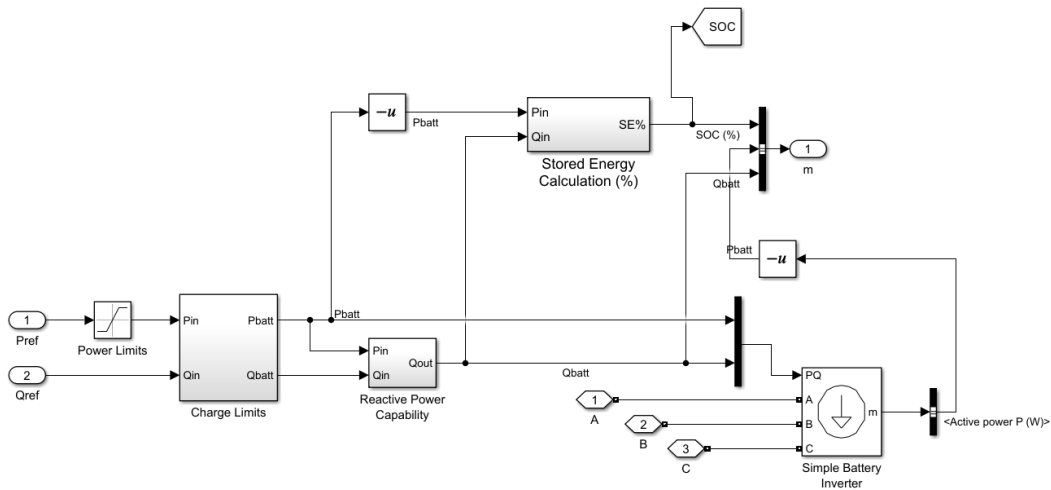 SOC
-u
Pbatt
Pin
Qin
SE%
Stored Energy
Calculation (%)
SOC (%)
Qbatt
1
m
Pbatt
-u
1
Pref
Power Limits
Pin
Pbatt
Qin
Qbatt
Charge Limits
2
Qref
Pbatt
Pin
Qout
Qin
Reactive Power
Capability
Qbatt
1
A
2
B
3
C
PQ
A
m
B
C
Simple Battery
Inverter
<Active power P (W)>